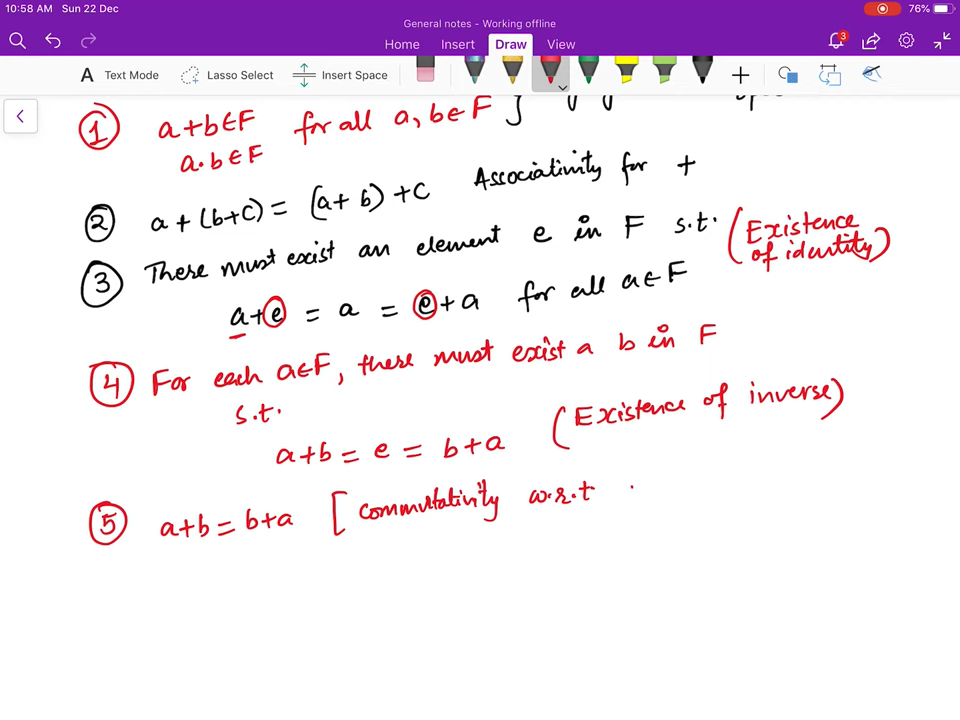 10:58 AM Sun 22 Dec
76%
General notes - Working offline
Home Insert Draw View
3
A Text Mode Lasso Select Insert Space
① a+b∈F for all a, b∈F }
a.b∈F
② a + (b+c) = (a+b)+c Associativity for +
③ There must exist an element e in F s.t. (Existence of identity)
a+e = a = e+a for all a∈F
④ For each a∈F, there must exist a b in F
s.t.
a+b = e = b+a (Existence of inverse)
⑤ a+b = b+a [commutativity w.r.t